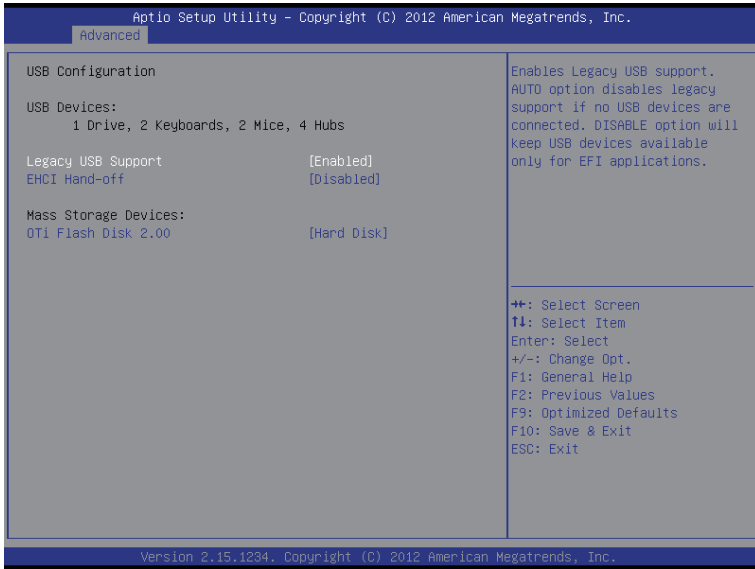 Aptio Setup Utility – Copyright (C) 2012 American Megatrends, Inc.
Advanced
USB Configuration
USB Devices:
1 Drive, 2 Keyboards, 2 Mice, 4 Hubs
Legacy USB Support [Enabled]
EHCI Hand-off [Disabled]
Mass Storage Devices:
OTi Flash Disk 2.00 [Hard Disk]
Enables Legacy USB support.
AUTO option disables legacy
support if no USB devices are
connected. DISABLE option will
keep USB devices available
only for EFI applications.
→←: Select Screen
↑↓: Select Item
Enter: Select
+/-: Change Opt.
F1: General Help
F2: Previous Values
F9: Optimized Defaults
F10: Save & Exit
ESC: Exit
Version 2.15.1234. Copyright (C) 2012 American Megatrends, Inc.